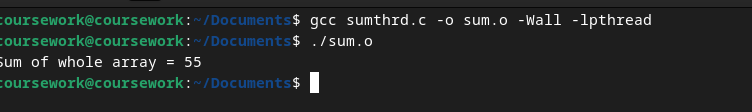 coursework@coursework:~/Documents$ gcc sumthrd.c -o sum.o -Wall -lpthread
coursework@coursework:~/Documents$ ./sum.o
Sum of whole array = 55
coursework@coursework:~/Documents$